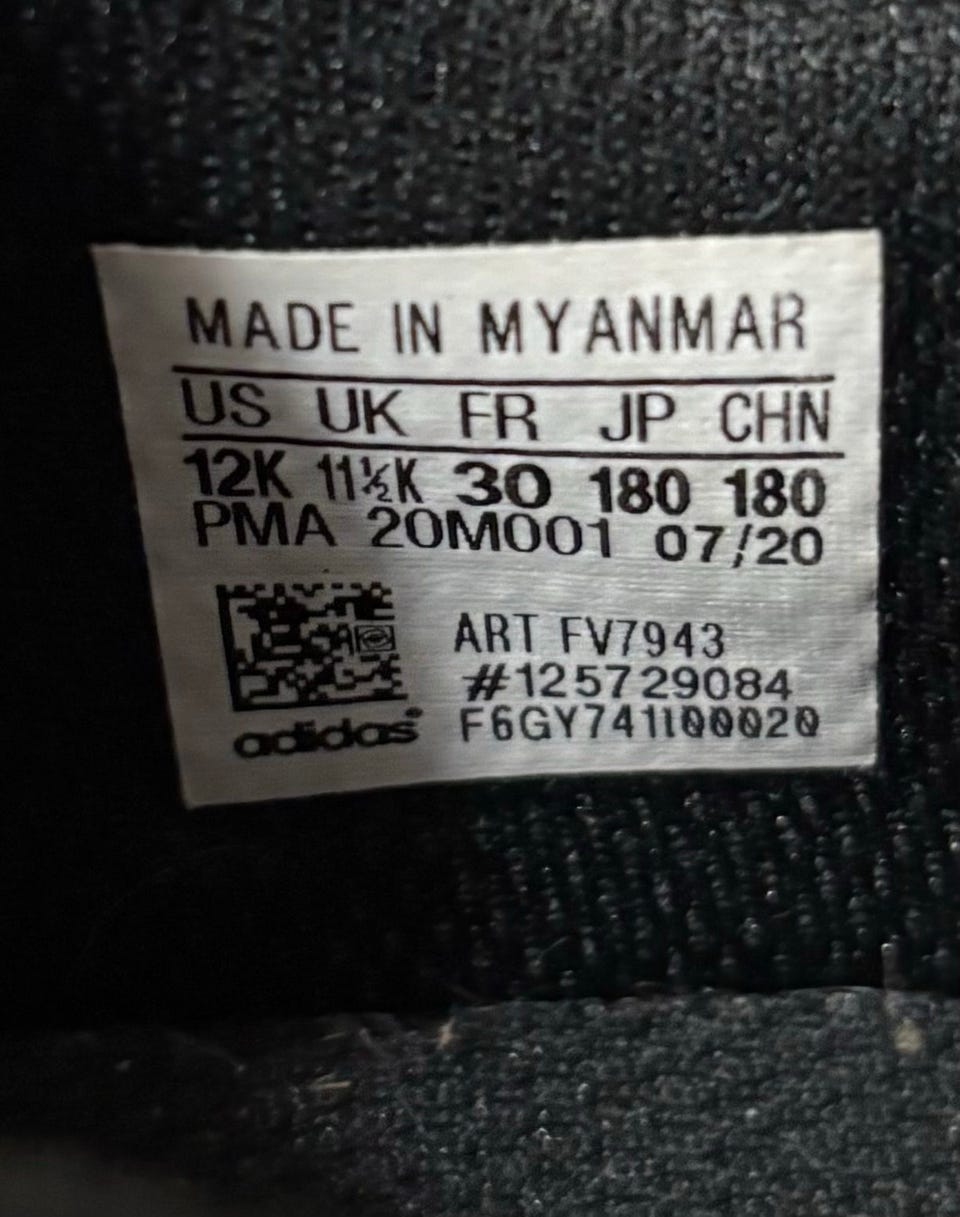 MADE IN MYANMAR
US UK FR JP CHN
12K 11½K 30 180 180
PMA 20M001 07/20
ART FV7943
#125729084
F6GY741I00020
adidas®